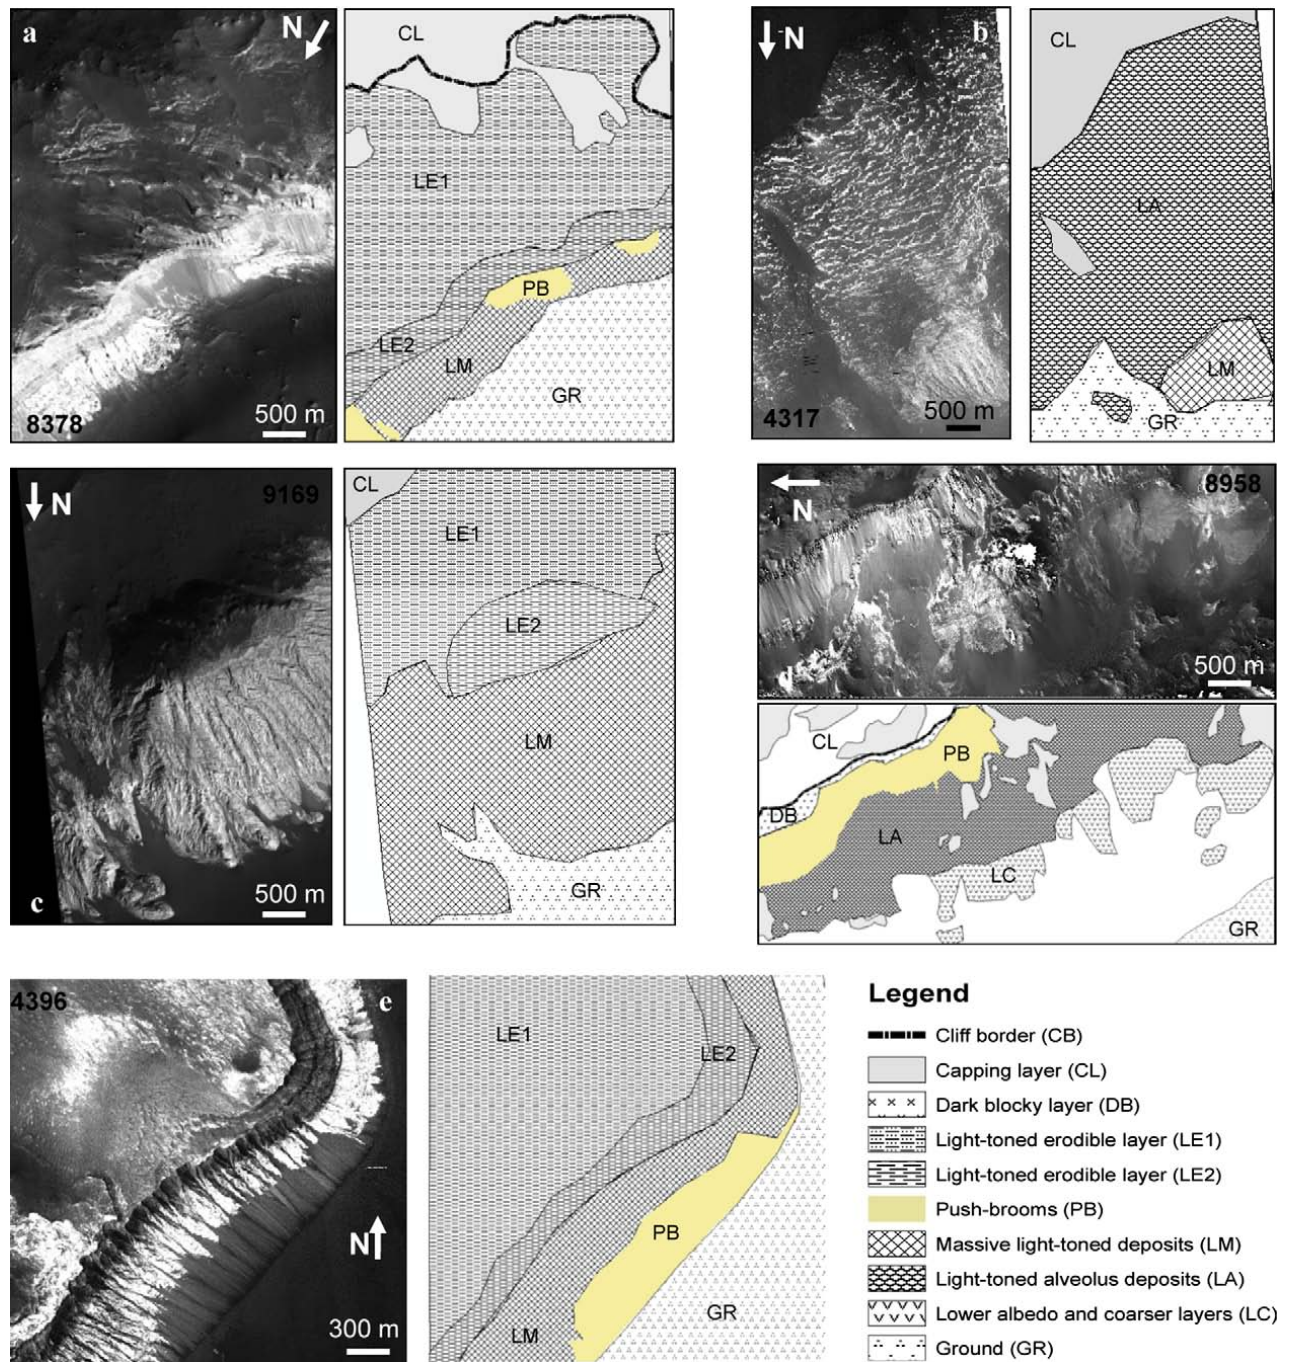 a
N
8378
500 m
CL
LE1
PB
LE2
LM
GR
b
N
4317
500 m
CL
LA
LM
GR
N
9169
c
500 m
CL
LE1
LE2
LM
GR
N
8958
d
500 m
CL
PB
DB
LA
LC
GR
4396
e
N
300 m
LE1
LE2
PB
LM
GR
Legend
Cliff border (CB)
Capping layer (CL)
Dark blocky layer (DB)
Light-toned erodible layer (LE1)
Light-toned erodible layer (LE2)
Push-brooms (PB)
Massive light-toned deposits (LM)
Light-toned alveolus deposits (LA)
Lower albedo and coarser layers (LC)
Ground (GR)